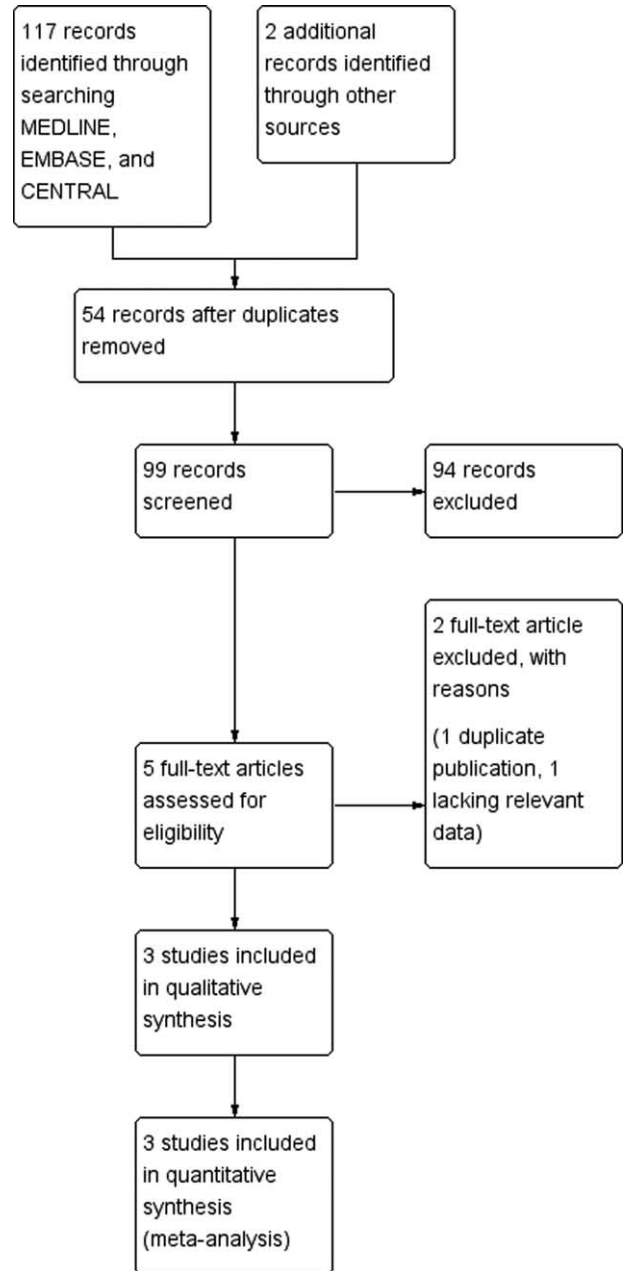 117 records
identified through
searching
MEDLINE,
EMBASE, and
CENTRAL
2 additional
records identified
through other
sources
54 records after duplicates
removed
99 records
screened
94 records
excluded
2 full-text article
excluded, with
reasons
(1 duplicate
publication, 1
lacking relevant
data)
5 full-text articles
assessed for
eligibility
3 studies included
in qualitative
synthesis
3 studies included
in quantitative
synthesis
(meta-analysis)